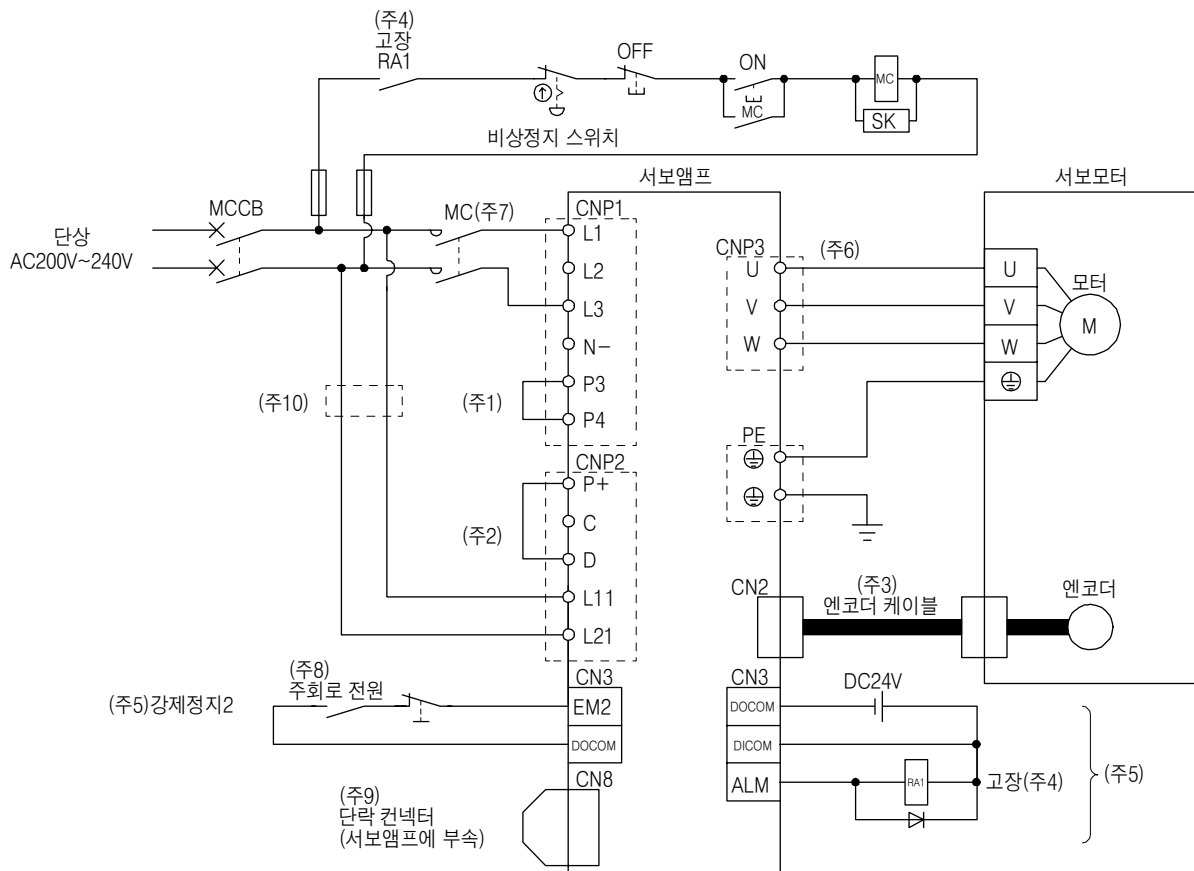 (주4)
고장
RA1
OFF
ON
MC
MC
SK
비상정지 스위치
서보앰프
서보모터
MCCB
MC(주7)
CNP1
단상
AC200V~240V
L1
L2
L3
N-
P3
P4
(주1)
(주10)
CNP3
(주6)
U
V
W
U
V
W
모터
M
PE
CNP2
P+
C
D
L11
L21
(주2)
CN2
(주3)
엔코더 케이블
엔코더
(주8)
주회로 전원
(주5)강제정지2
CN3
EM2
DOCOM
CN3
DC24V
DOCOM
DICOM
ALM
RA1
고장(주4)
(주5)
CN8
(주9)
단락 컨넥터
(서보앰프에 부속)